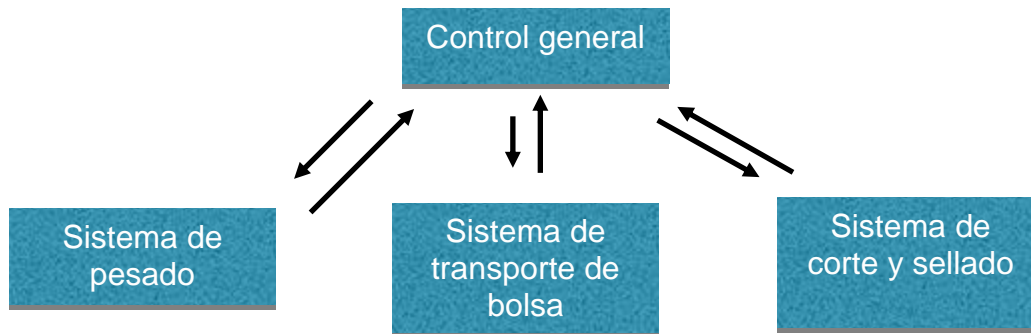 Control general
Sistema de
pesado
Sistema de
transporte de
bolsa
Sistema de
corte y sellado